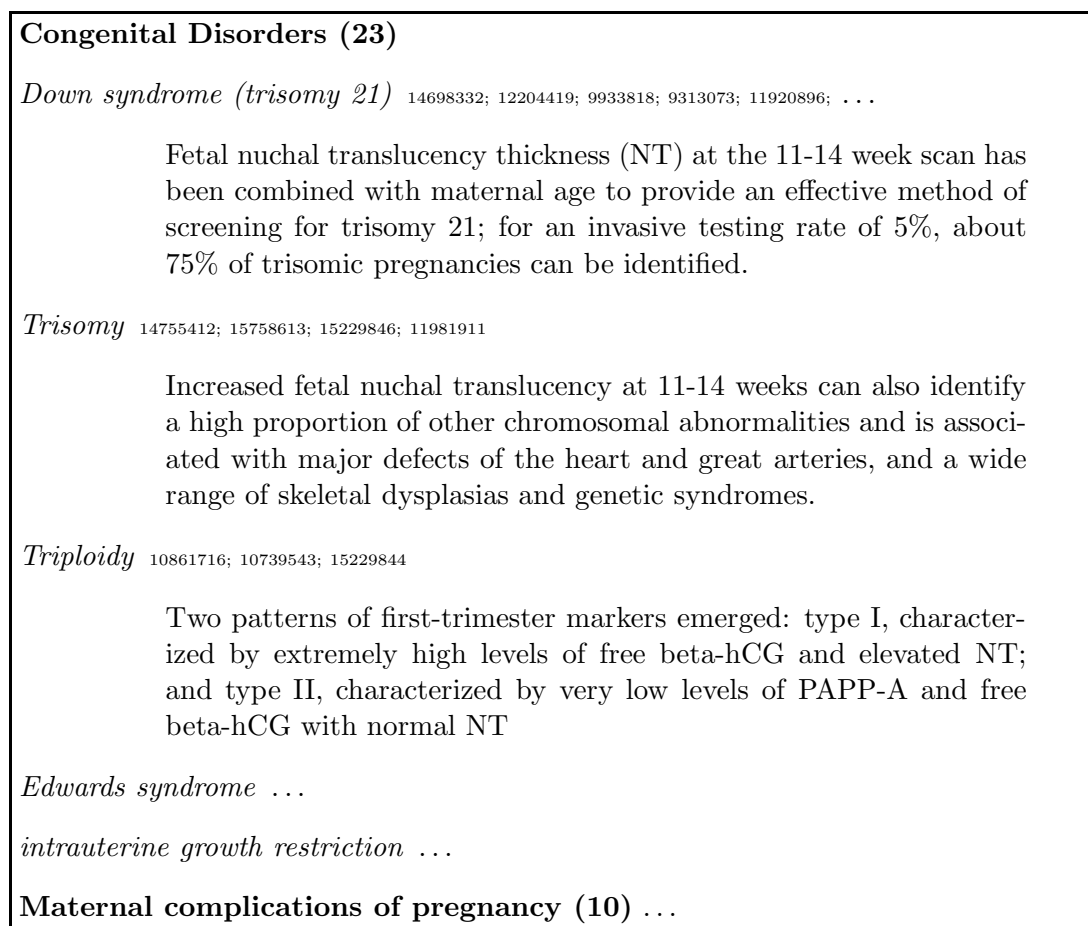 Congenital Disorders (23)
Down syndrome (trisomy 21) 14698332; 12204419; 9933818; 9313073; 11920896; ...
Fetal nuchal translucency thickness (NT) at the 11-14 week scan has
been combined with maternal age to provide an effective method of
screening for trisomy 21; for an invasive testing rate of 5%, about
75% of trisomic pregnancies can be identified.
Trisomy 14755412; 15758613; 15229846; 11981911
Increased fetal nuchal translucency at 11-14 weeks can also identify
a high proportion of other chromosomal abnormalities and is associ-
ated with major defects of the heart and great arteries, and a wide
range of skeletal dysplasias and genetic syndromes.
Triploidy 10861716; 10739543; 15229844
Two patterns of first-trimester markers emerged: type I, character-
ized by extremely high levels of free beta-hCG and elevated NT;
and type II, characterized by very low levels of PAPP-A and free
beta-hCG with normal NT
Edwards syndrome ...
intrauterine growth restriction ...
Maternal complications of pregnancy (10) ...